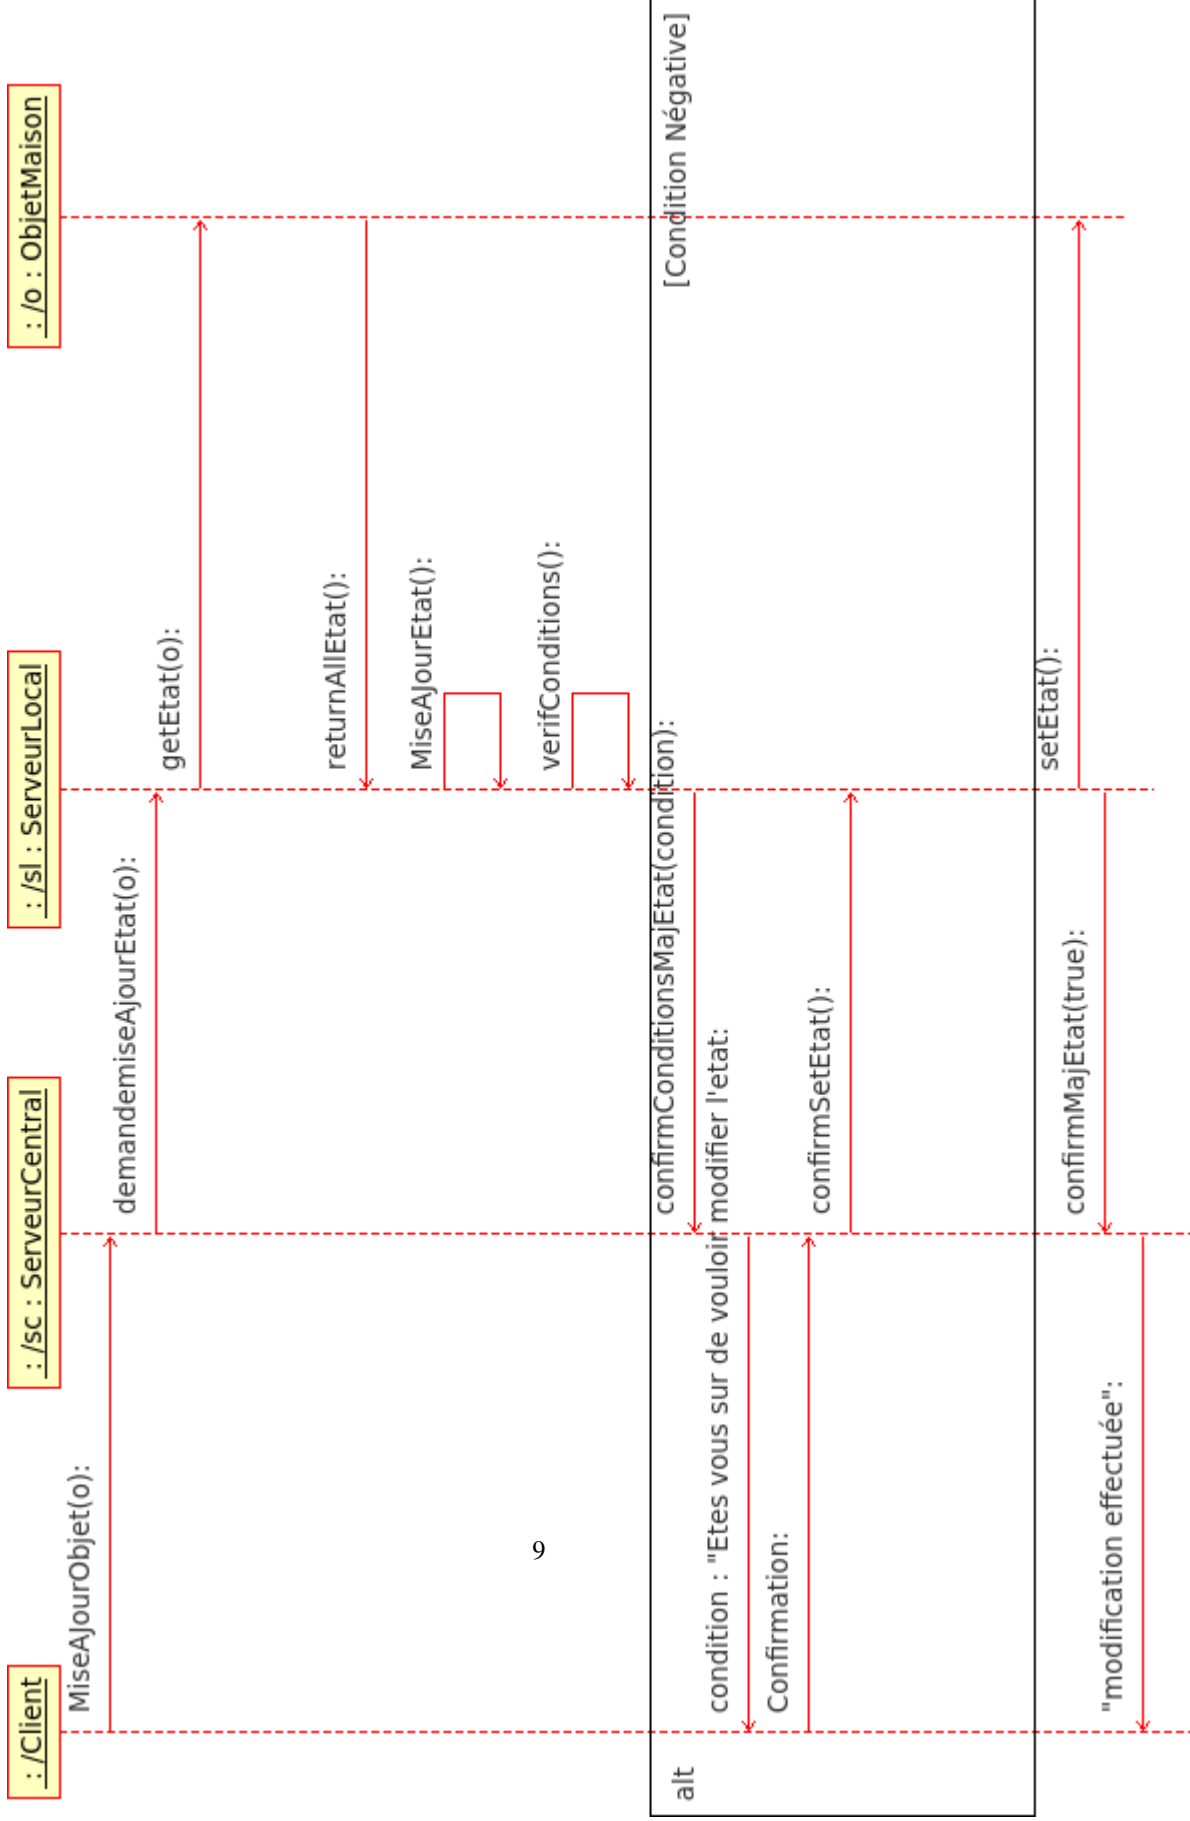 : /Client
: /sc : ServeurCentral
: /sl : ServeurLocal
: /o : ObjetMaison
MiseAJourObjet(o):
demandemiseAjourEtat(o):
getEtat(o):
returnAllEtat():
MiseAJourEtat():
verifConditions():
alt
[Condition Négative]
confirmConditionsMajEtat(condition):
condition : "Etes vous sur de vouloir modifier l'etat:
Confirmation:
confirmSetEtat():
setEtat():
confirmMajEtat(true):
"modification effectuée":
9